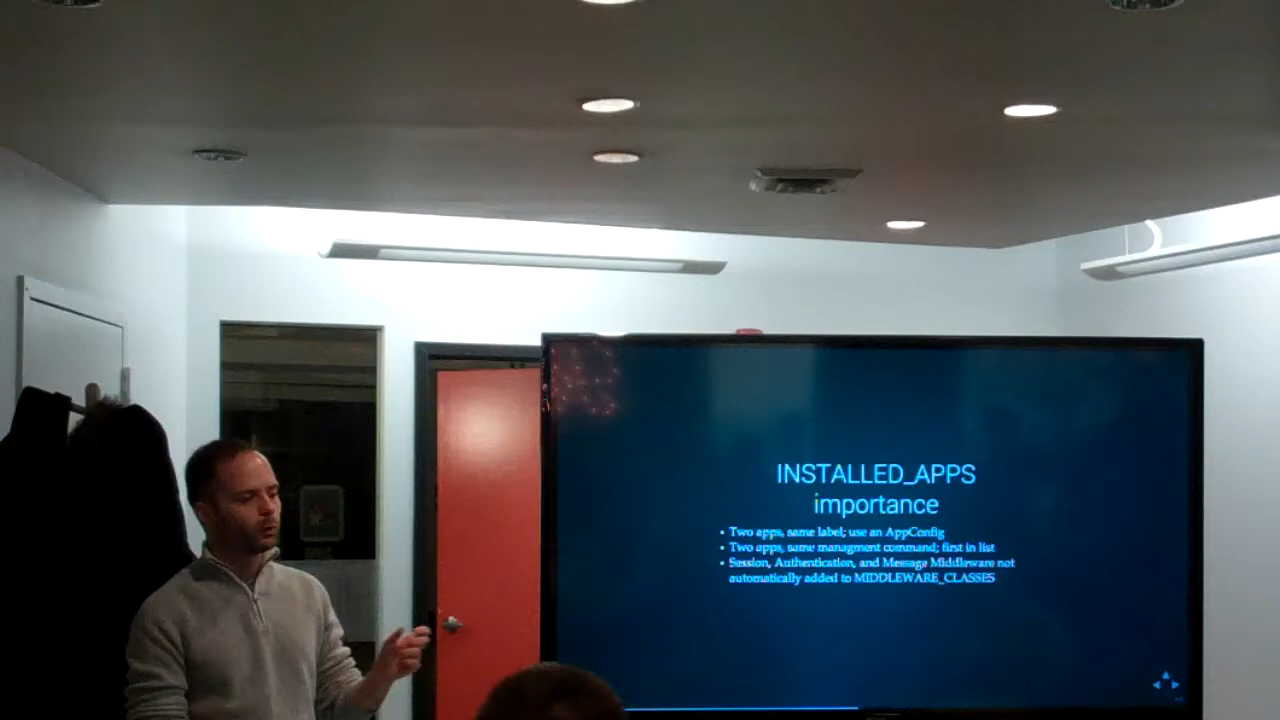 INSTALLED_APPS
importance
• Two apps, same label; use an AppConfig
• Two apps, same managment command; first in list
• Session, Authentication, and Message Middleware not
automatically added to MIDDLEWARE_CLASSES